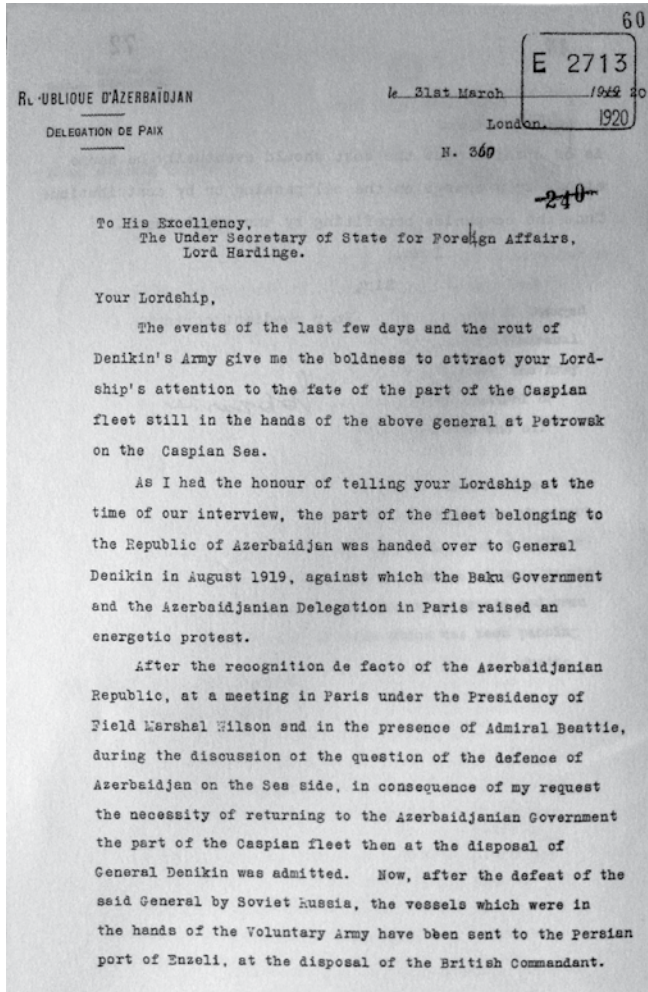 60
E 2713
1920
RÉPUBLIQUE D'AZERBAÏDJAN
DELEGATION DE PAIX
le 31st March 1919 20
London.
N. 360
240
To His Excellency,
The Under Secretary of State for Foreign Affairs,
Lord Hardinge.
Your Lordship,
The events of the last few days and the rout of
Denikin's Army give me the boldness to attract your Lord-
ship's attention to the fate of the part of the Caspian
fleet still in the hands of the above general at Petrowsk
on the Caspian Sea.
As I had the honour of telling your Lordship at the
time of our interview, the part of the fleet belonging to
the Republic of Azerbaidjan was handed over to General
Denikin in August 1919, against which the Baku Government
and the Azerbaidjanian Delegation in Paris raised an
energetic protest.
After the recognition de facto of the Azerbaidjanian
Republic, at a meeting in Paris under the Presidency of
Field Marshal Wilson and in the presence of Admiral Beattie,
during the discussion of the question of the defence of
Azerbaidjan on the Sea side, in consequence of my request
the necessity of returning to the Azerbaidjanian Government
the part of the Caspian fleet then at the disposal of
General Denikin was admitted. Now, after the defeat of the
said General by Soviet Russia, the vessels which were in
the hands of the Voluntary Army have been sent to the Persian
port of Enzeli, at the disposal of the British Commandant.